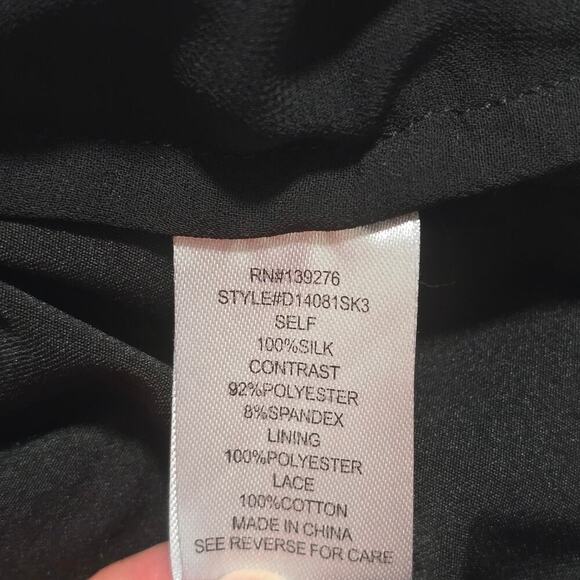 RN#139276
STYLE#D14081SK3
SELF
100%SILK
CONTRAST
92%POLYESTER
8%SPANDEX
LINING
100%POLYESTER
LACE
100%COTTON
MADE IN CHINA
SEE REVERSE FOR CARE